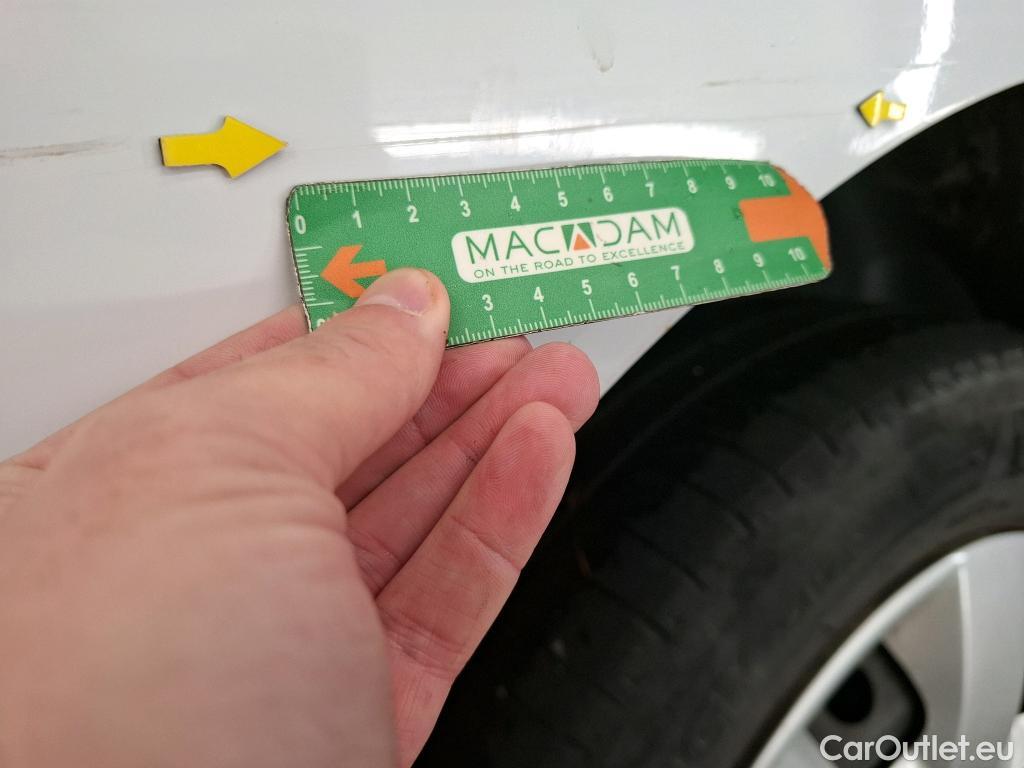 0 1 2 3 4 5 6 7 8 9 10
MACADAM
ON THE ROAD TO EXCELLENCE
3 4 5 6 7 8 9 10
CarOutlet.eu